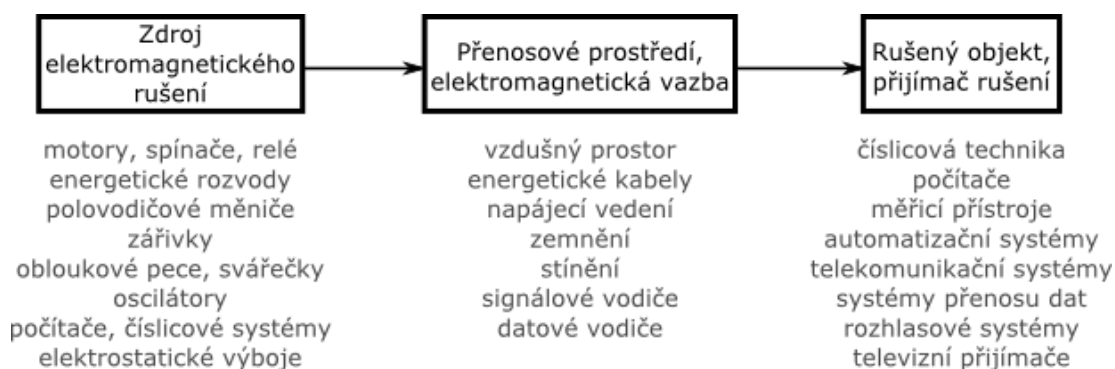 Zdroj
elektromagnetického
rušení
Přenosové prostředí,
elektromagnetická vazba
Rušený objekt,
přijímač rušení
motory, spínače, relé
energetické rozvody
polovodičové měniče
zářivky
obloukové pece, svářečky
oscilátory
počítače, číslicové systémy
elektrostatické výboje
vzdušný prostor
energetické kabely
napájecí vedení
zemnění
stínění
signálové vodiče
datové vodiče
číslicová technika
počítače
měřicí přístroje
automatizační systémy
telekomunikační systémy
systémy přenosu dat
rozhlasové systémy
televizní přijímače